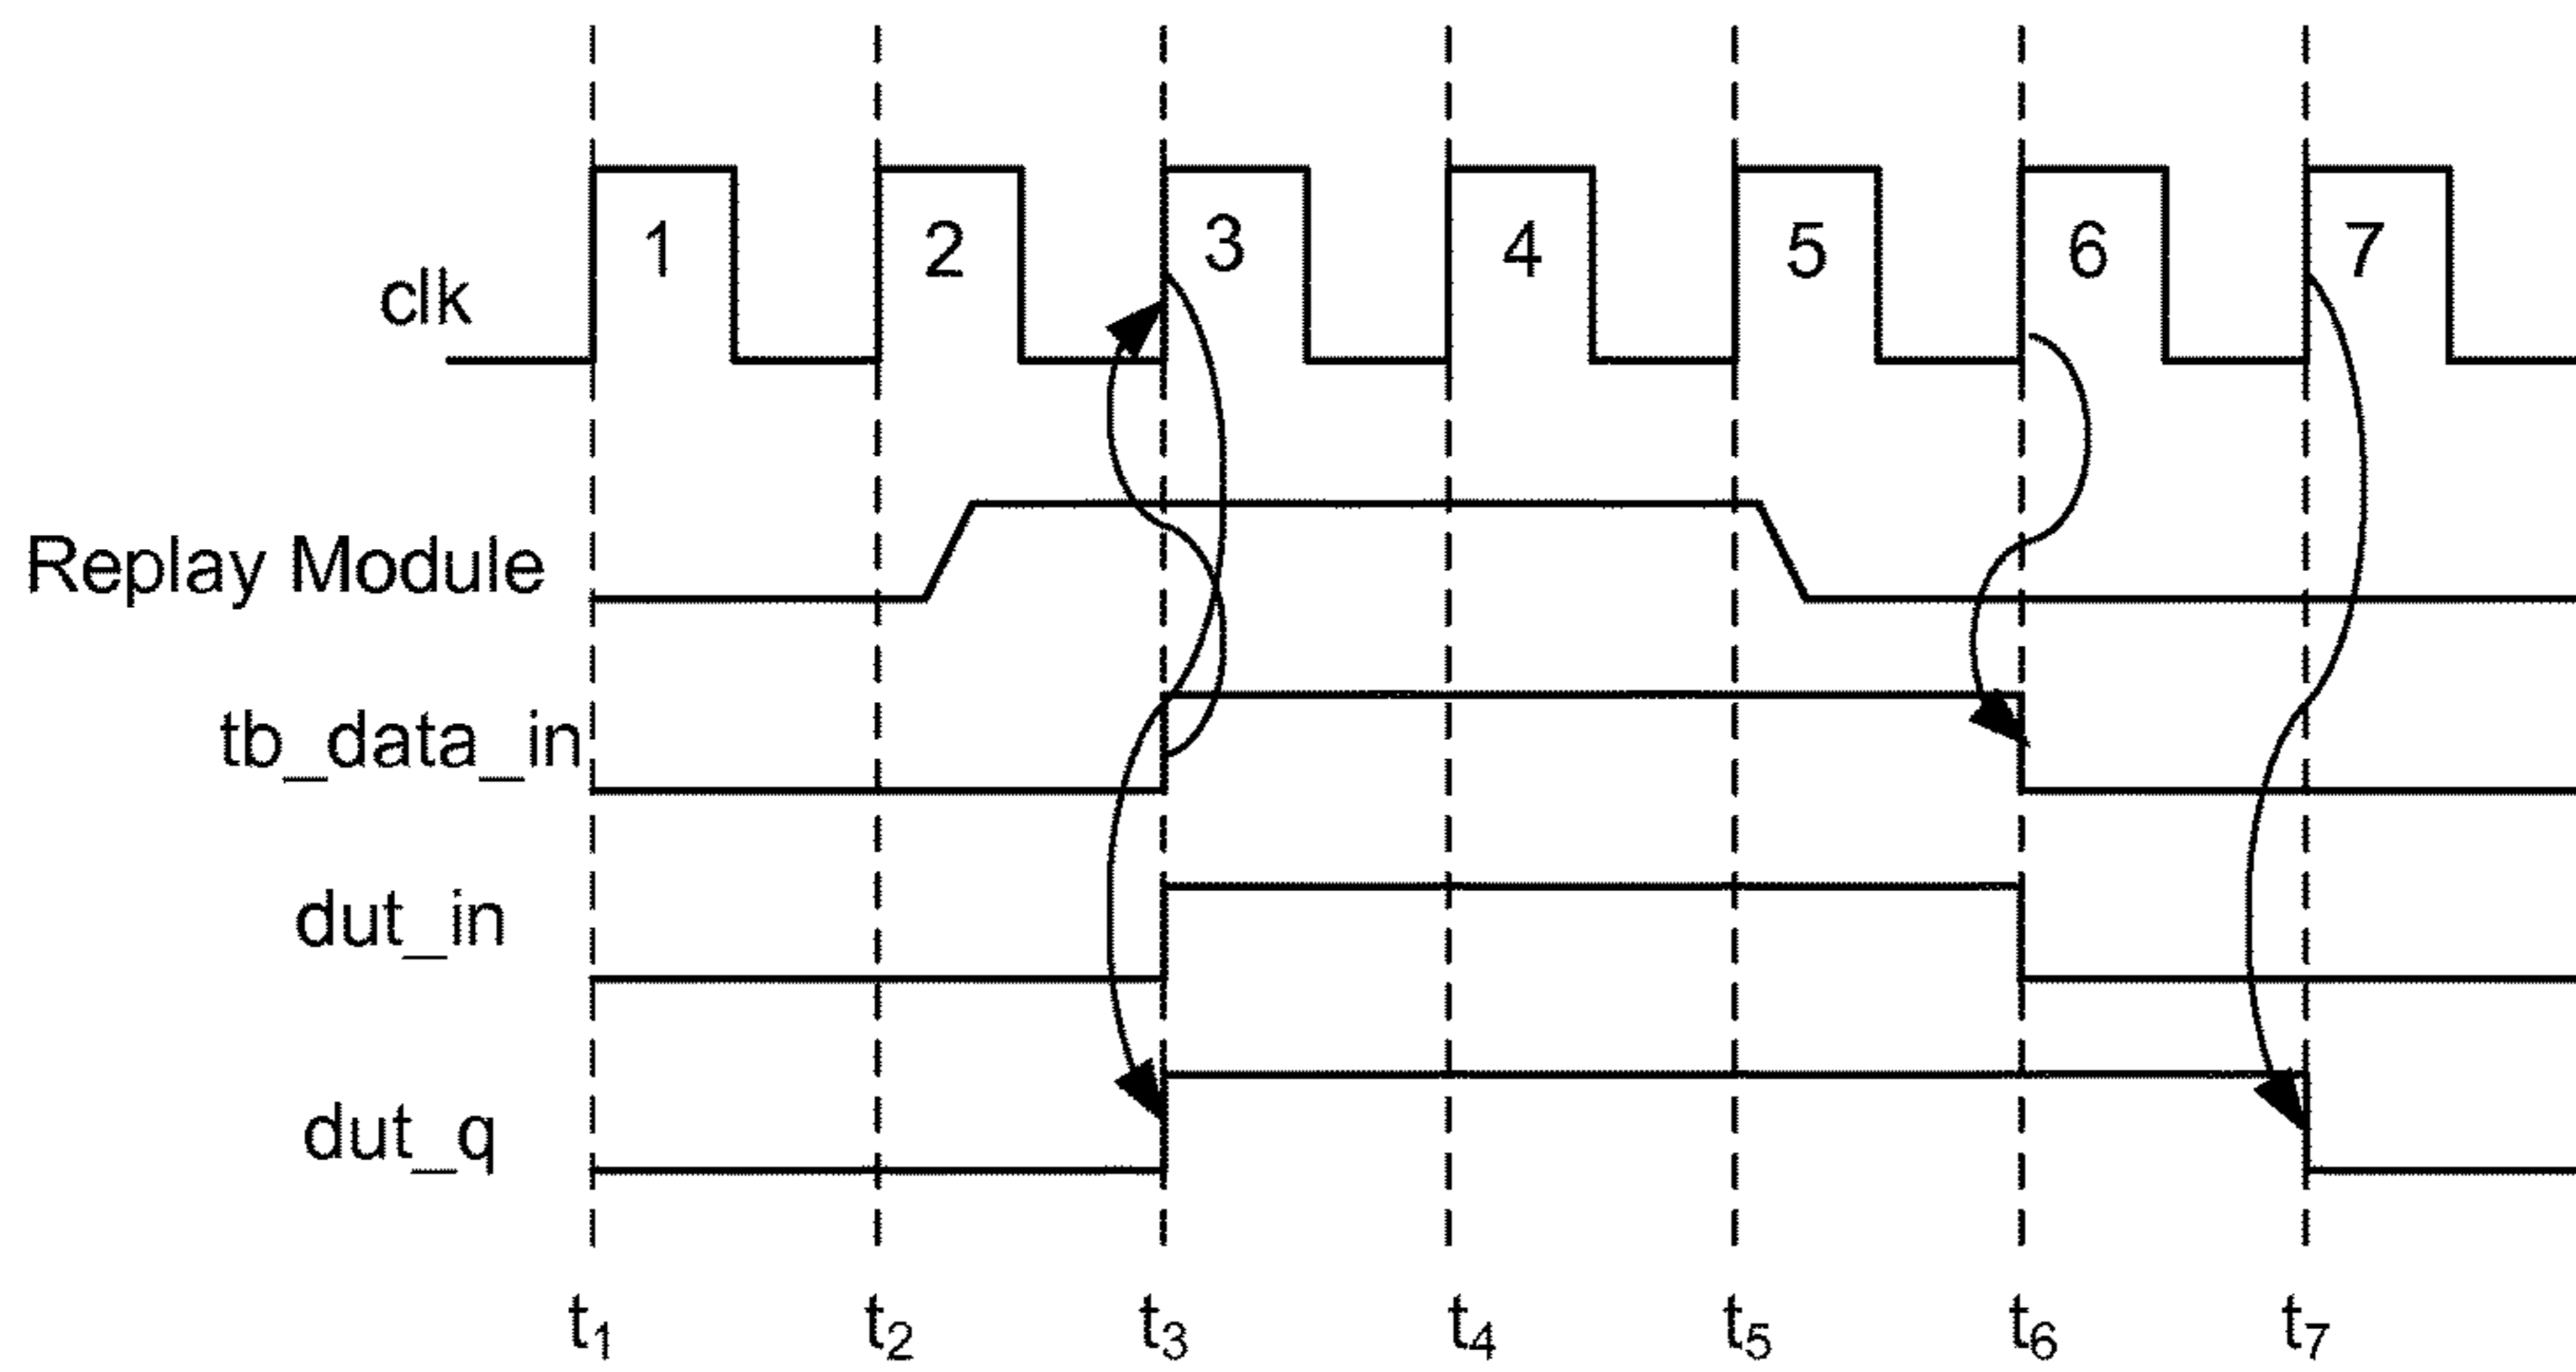 1 2 3 4 5 6 7
clk
Replay Module
tb_data_in
dut_in
dut_q
t1 t2 t3 t4 t5 t6 t7